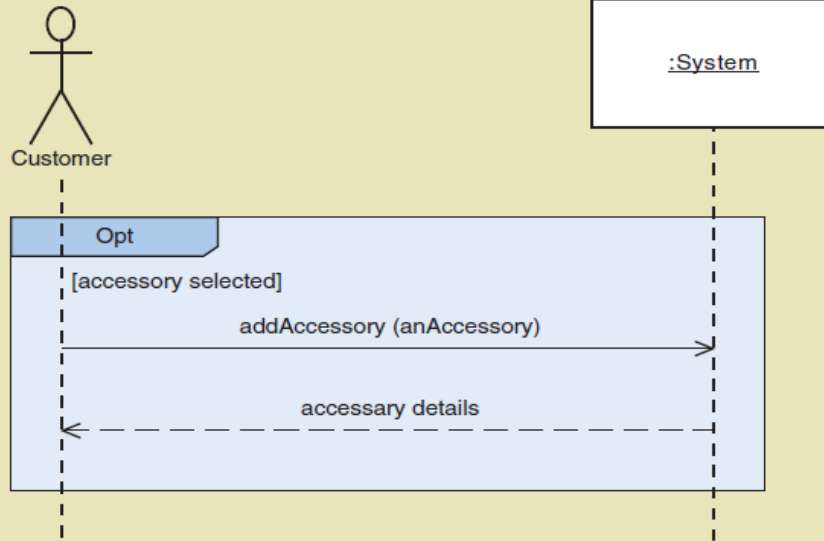 :System
Customer
Opt
[accessory selected]
addAccessory (anAccessory)
accessary details